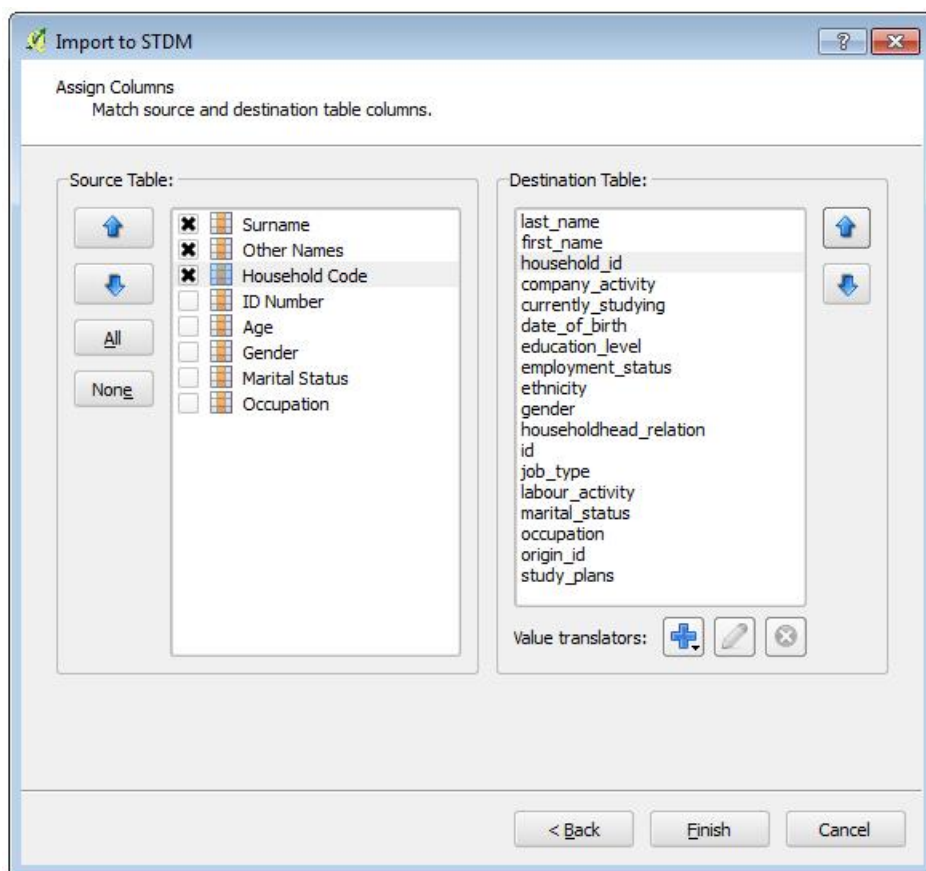 Import to STDM
Assign Columns
Match source and destination table columns.
Source Table:
Surname
Other Names
Household Code
ID Number
Age
Gender
Marital Status
Occupation
All
None
Destination Table:
last_name
first_name
household_id
company_activity
currently_studying
date_of_birth
education_level
employment_status
ethnicity
gender
householdhead_relation
id
job_type
labour_activity
marital_status
occupation
origin_id
study_plans
Value translators:
< Back
Finish
Cancel